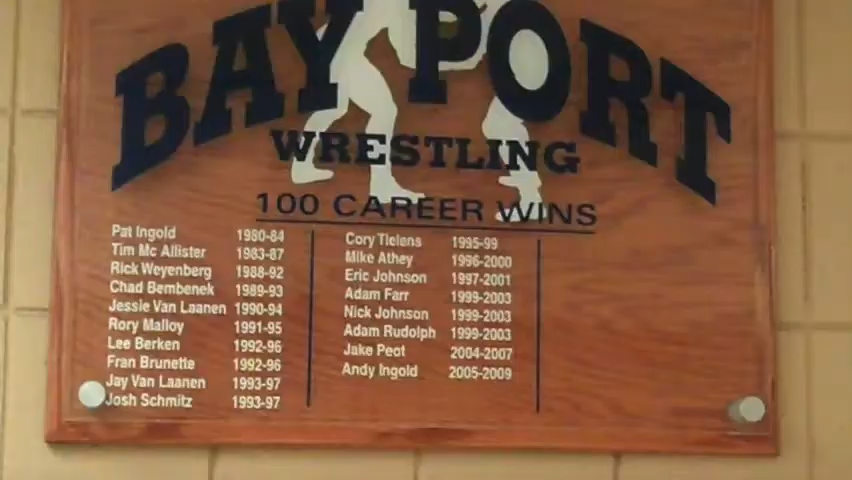 BAY PORT
WRESTLING
100 CAREER WINS
Pat Ingold 1980-84
Tim Mc Allister 1983-87
Rick Weyenberg 1988-92
Chad Bembenek 1989-93
Jessie Van Laanen 1990-94
Rory Malloy 1991-95
Lee Berken 1992-96
Fran Brunette 1992-96
Jay Van Laanen 1993-97
Josh Schmitz 1993-97
Cory Tielens 1995-99
Mike Athey 1996-2000
Eric Johnson 1997-2001
Adam Farr 1999-2003
Nick Johnson 1999-2003
Adam Rudolph 1999-2003
Jake Peot 2004-2007
Andy Ingold 2005-2009